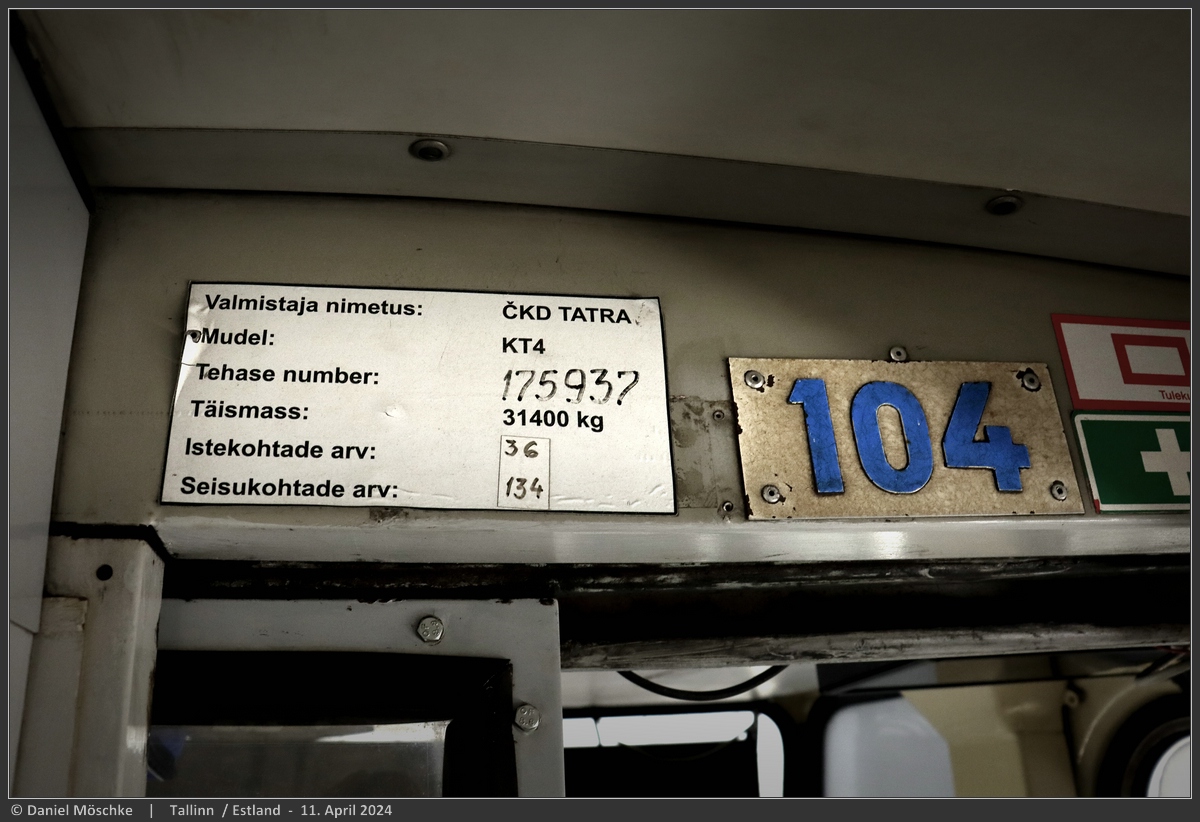 Valmistaja nimetus: ČKD TATRA
Mudel: KT4
Tehase number: 175937
Täismass: 31400 kg
Istekohtade arv: 36
Seisukohtade arv: 134
104
© Daniel Möschke | Tallinn / Estland - 11. April 2024